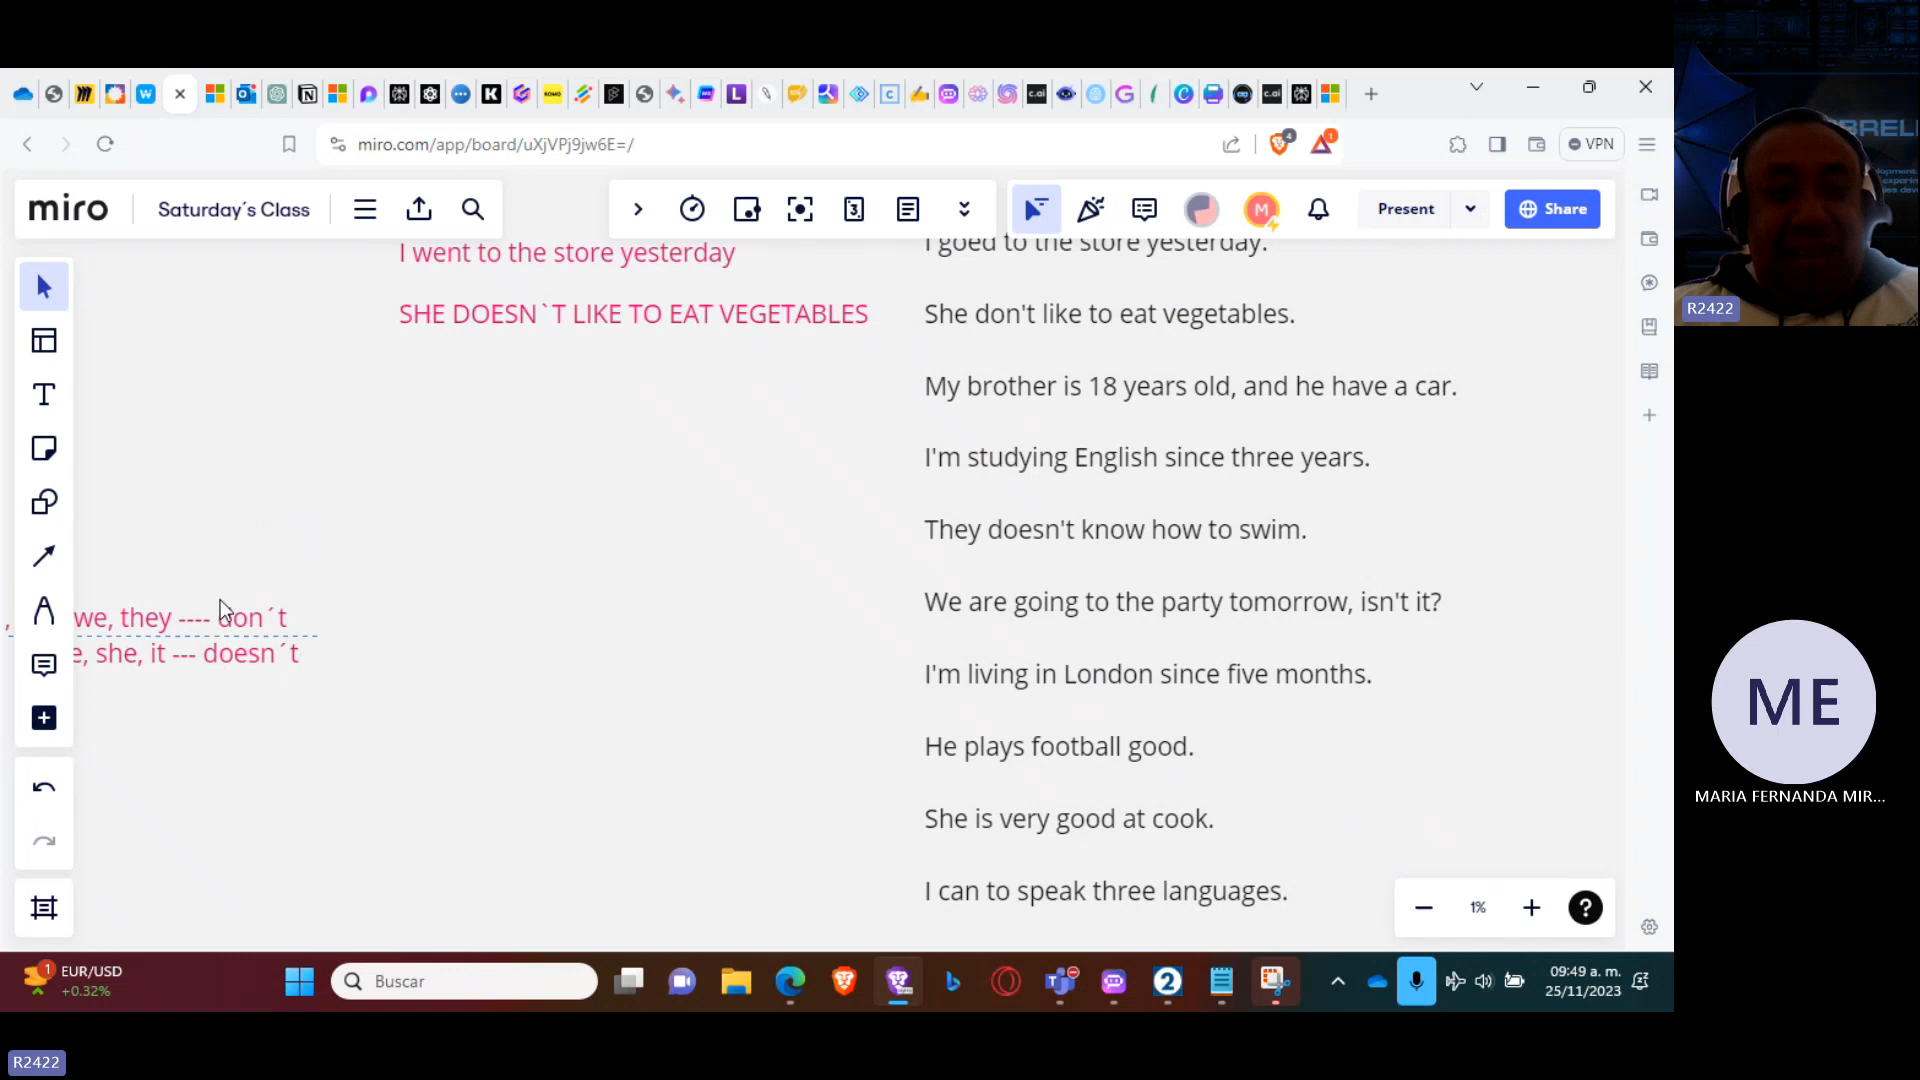 miro.com/app/board/uXjVPj9jw6E=/
VPN
miro
Saturday´s Class
Present
Share
I went to the store yesterday
I goed to the store yesterday.
SHE DOESN`T LIKE TO EAT VEGETABLES
She don't like to eat vegetables.
My brother is 18 years old, and he have a car.
I'm studying English since three years.
They doesn't know how to swim.
We are going to the party tomorrow, isn't it?
we, they ---- don´t
e, she, it --- doesn´t
I'm living in London since five months.
He plays football good.
She is very good at cook.
I can to speak three languages.
1%
EUR/USD
+0.32%
Buscar
09:49 a. m.
25/11/2023
R2422
ME
MARIA FERNANDA MIR...
R2422